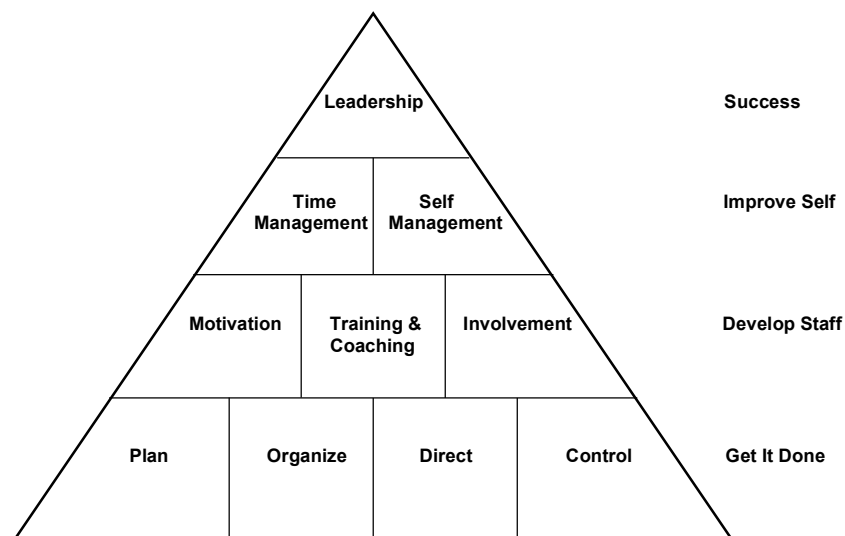 Leadership
Success
Time
Management
Self
Management
Improve Self
Motivation
Training &
Coaching
Involvement
Develop Staff
Plan
Organize
Direct
Control
Get It Done